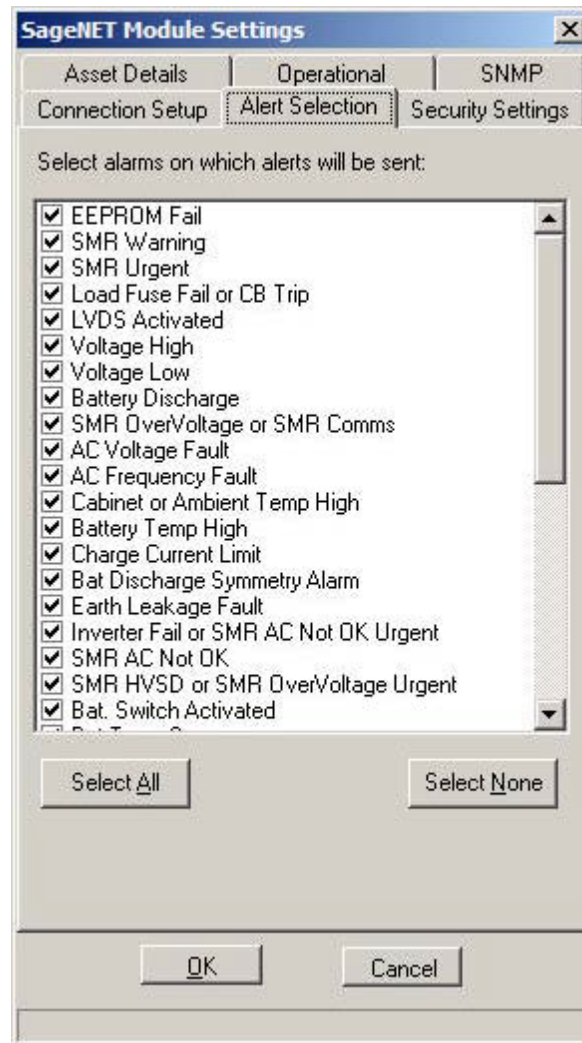 SageNET Module Settings
Asset Details Operational SNMP
Connection Setup Alert Selection Security Settings
Select alarms on which alerts will be sent:
EEPROM Fail
SMR Warning
SMR Urgent
Load Fuse Fail or CB Trip
LVDS Activated
Voltage High
Voltage Low
Battery Discharge
SMR OverVoltage or SMR Comms
AC Voltage Fault
AC Frequency Fault
Cabinet or Ambient Temp High
Battery Temp High
Charge Current Limit
Bat Discharge Symmetry Alarm
Earth Leakage Fault
Inverter Fail or SMR AC Not OK Urgent
SMR AC Not OK
SMR HVSD or SMR OverVoltage Urgent
Bat. Switch Activated
Select All Select None
OK Cancel